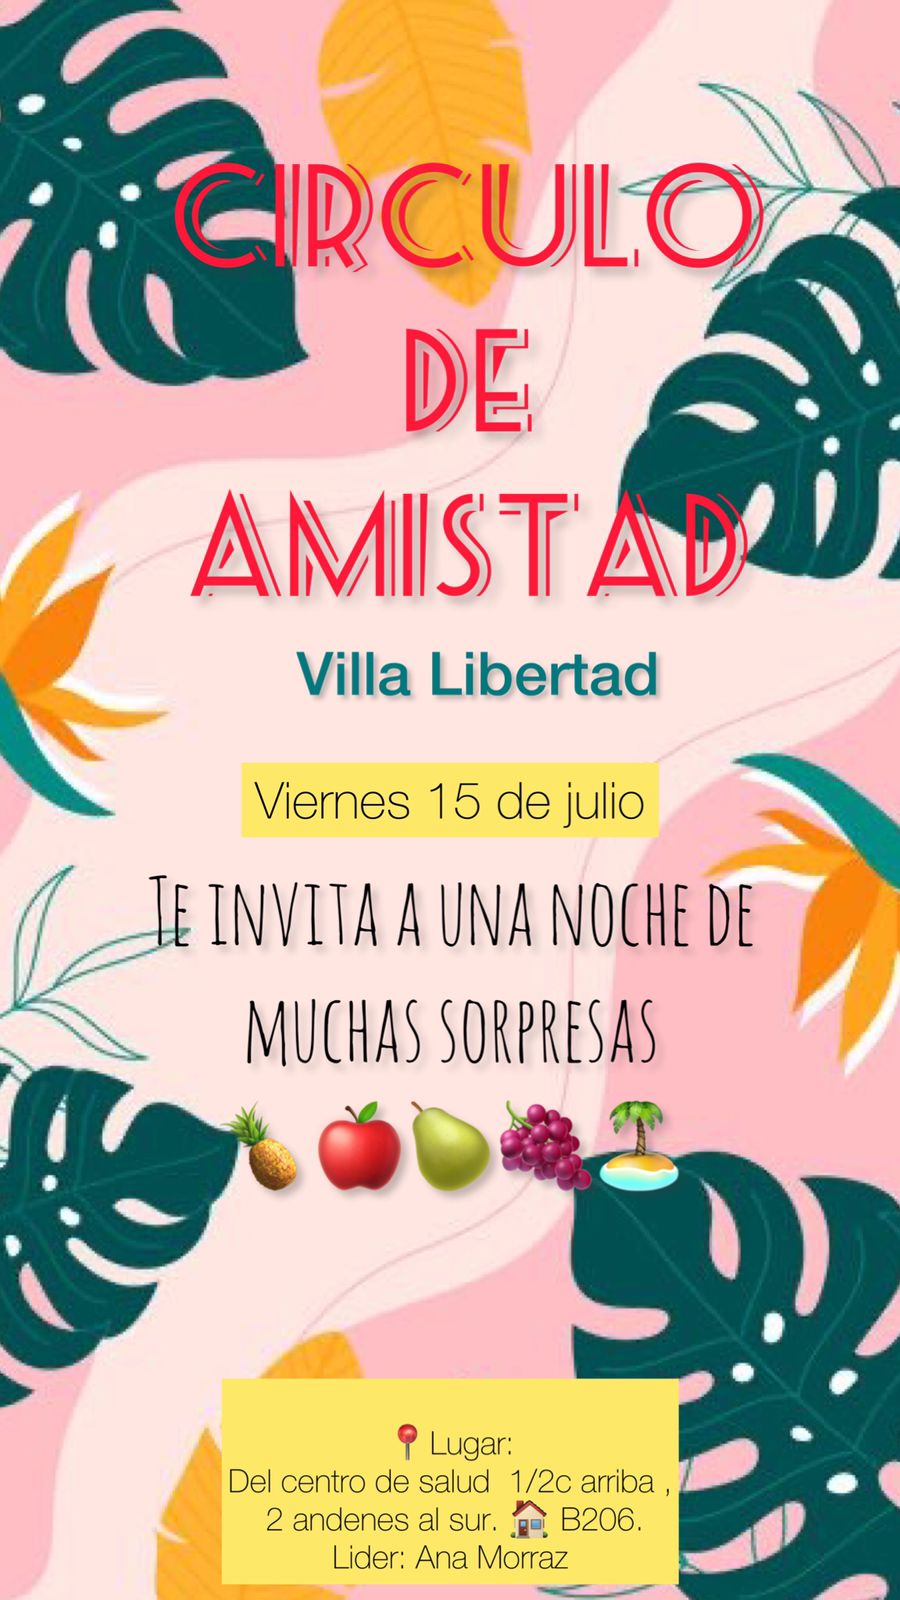 CIRCULO
DE
AMISTAD
Villa Libertad
Viernes 15 de julio
Te invita a una noche de
muchas sorpresas
🍍🍎🍐🍇🏝️
📍Lugar:
Del centro de salud  1/2c arriba ,
2 andenes al sur. 🏠 B206.
Lider: Ana Morraz